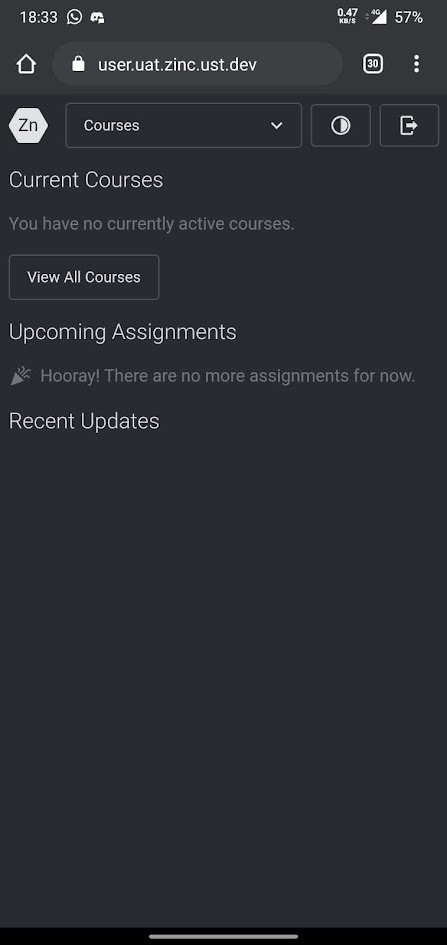 18:33
0.47
KB/S
4G
57%
user.uat.zinc.ust.dev
30
Zn
Courses
Current Courses
You have no currently active courses.
View All Courses
Upcoming Assignments
Hooray! There are no more assignments for now.
Recent Updates